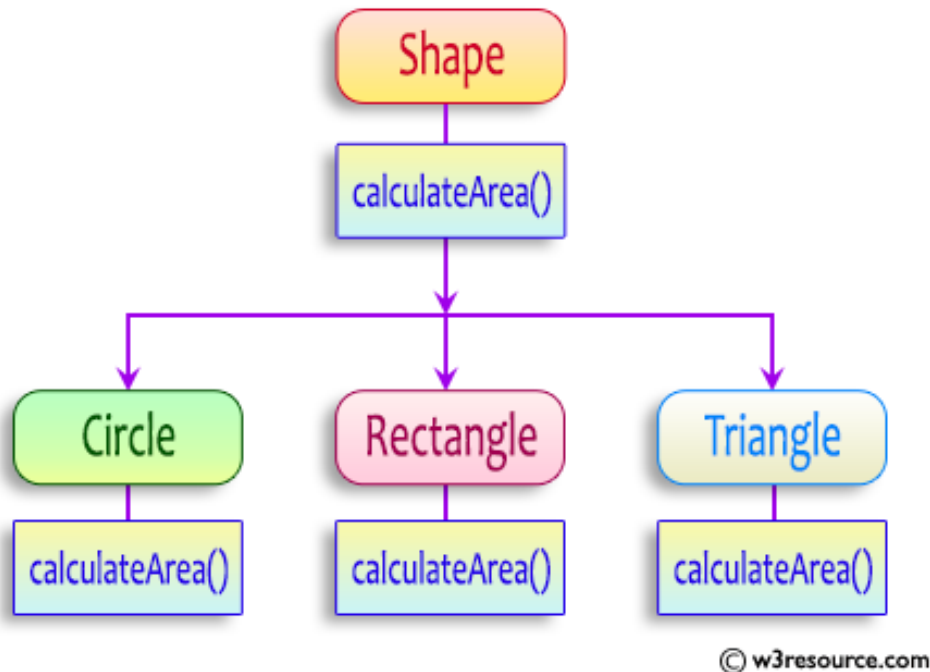 Shape
calculateArea()
Circle
Rectangle
Triangle
calculateArea()
calculateArea()
calculateArea()
© w3resource.com